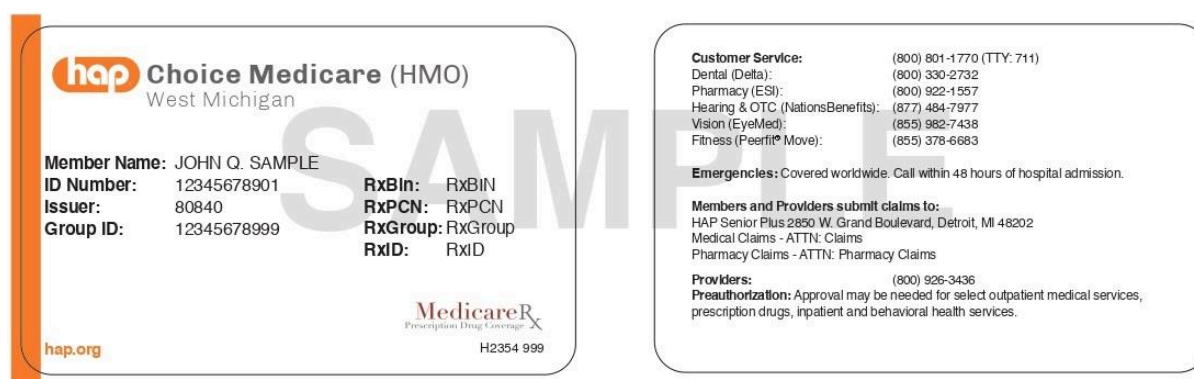 hap Choice Medicare (HMO)
West Michigan
Member Name: JOHN Q. SAMPLE
ID Number: 12345678901
Issuer: 80840
Group ID: 12345678999
RxBin: RxBIN
RxPCN: RxPCN
RxGroup: RxGroup
RxID: RxID
MedicareRx
Prescription Drug Coverage
hap.org
H2354 999
SAMPLE
Customer Service: (800) 801-1770 (TTY: 711)
Dental (Delta): (800) 330-2732
Pharmacy (ESI): (800) 922-1557
Hearing & OTC (NationsBenefits): (877) 484-7977
Vision (EyeMed): (855) 982-7438
Fitness (Peerfit® Move): (855) 378-6683
Emergencies: Covered worldwide. Call within 48 hours of hospital admission.
Members and Providers submit claims to:
HAP Senior Plus 2850 W. Grand Boulevard, Detroit, MI 48202
Medical Claims - ATTN: Claims
Pharmacy Claims - ATTN: Pharmacy Claims
Providers: (800) 926-3436
Preauthorization: Approval may be needed for select outpatient medical services,
prescription drugs, inpatient and behavioral health services.